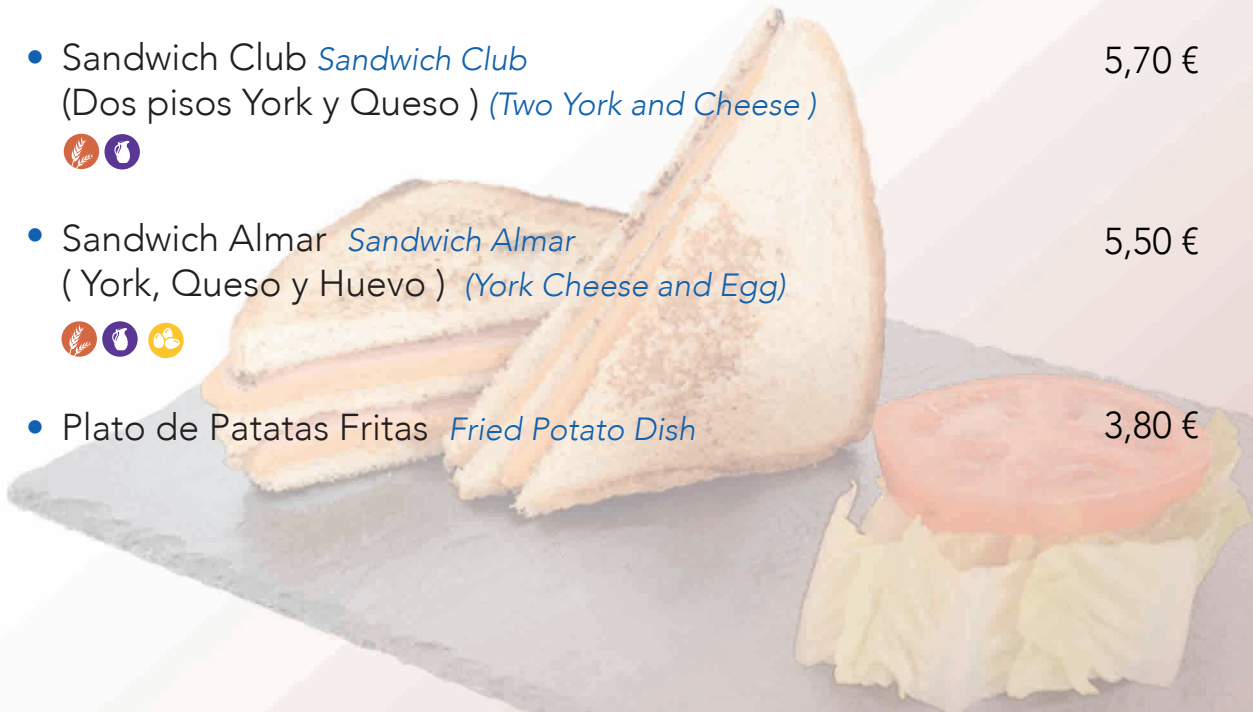 • Sandwich Club Sandwich Club 5,70 €
(Dos pisos York y Queso ) (Two York and Cheese )
• Sandwich Almar Sandwich Almar 5,50 €
( York, Queso y Huevo ) (York Cheese and Egg)
• Plato de Patatas Fritas Fried Potato Dish 3,80 €